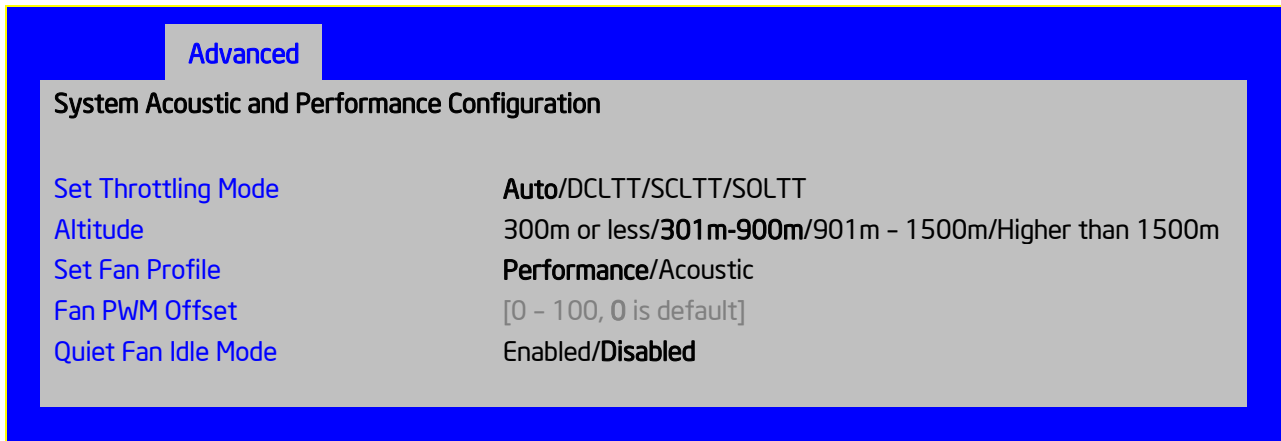 Advanced
System Acoustic and Performance Configuration
Set Throttling Mode Auto/DCLTT/SCLTT/SOLTT
Altitude 300m or less/301m-900m/901m – 1500m/Higher than 1500m
Set Fan Profile Performance/Acoustic
Fan PWM Offset [0 – 100, 0 is default]
Quiet Fan Idle Mode Enabled/Disabled